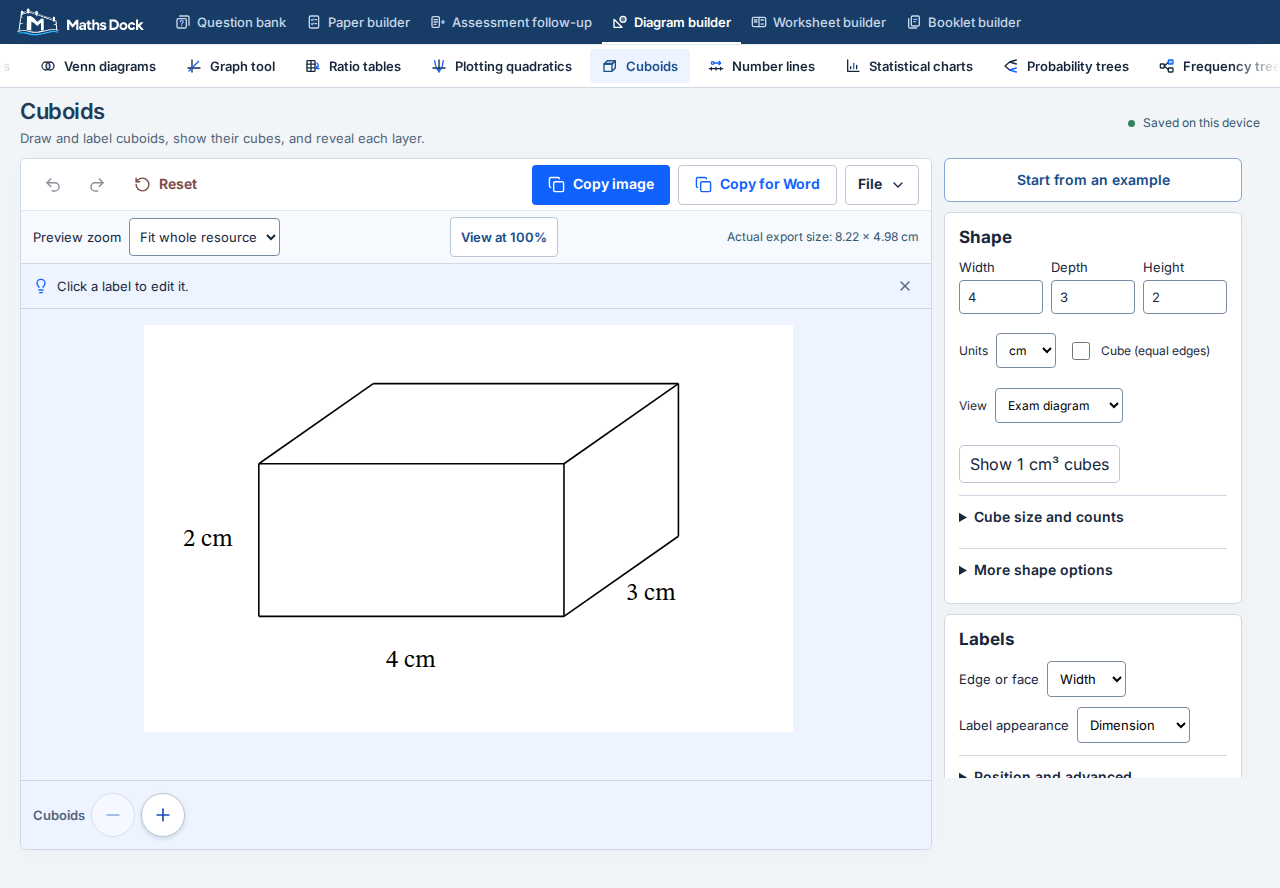 Maths Dock
Question bank
Paper builder
Assessment follow-up
Diagram builder
Worksheet builder
Booklet builder
s
Venn diagrams
Graph tool
Ratio tables
Plotting quadratics
Cuboids
Number lines
Statistical charts
Probability trees
Frequency tree
Cuboids
Draw and label cuboids, show their cubes, and reveal each layer.
Saved on this device
Reset
Copy image
Copy for Word
File
Preview zoom
Fit whole resource
View at 100%
Actual export size: 8.22 × 4.98 cm
Click a label to edit it.
2 cm
3 cm
4 cm
Cuboids
Start from an example
Shape
Width
Depth
Height
4
3
2
Units
cm
Cube (equal edges)
View
Exam diagram
Show 1 cm³ cubes
Cube size and counts
More shape options
Labels
Edge or face
Width
Label appearance
Dimension
Position and advanced